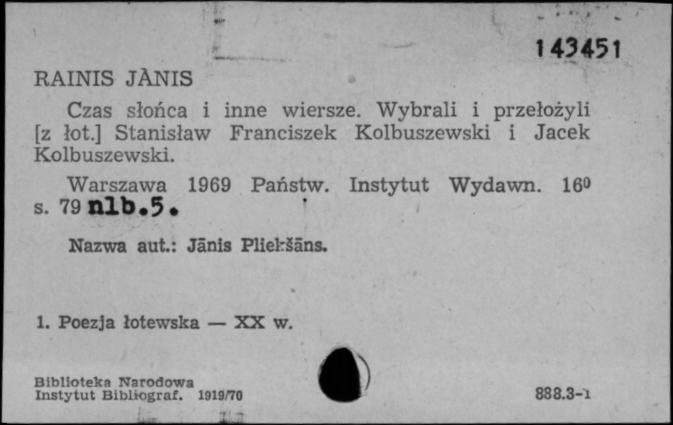 143451
RAINIS JĀNIS
Czas słońca i inne wiersze. Wybrali i przełożyli
[z łot.] Stanisław Franciszek Kolbuszewski i Jacek
Kolbuszewski.
Warszawa 1969 Państw. Instytut Wydawn. 16⁰
s. 79 nlb.5.
Nazwa aut.: Jānis Pliekšāns.
1. Poezja łotewska — XX w.
Biblioteka Narodowa
Instytut Bibliograf. 1919/70
888.3-1